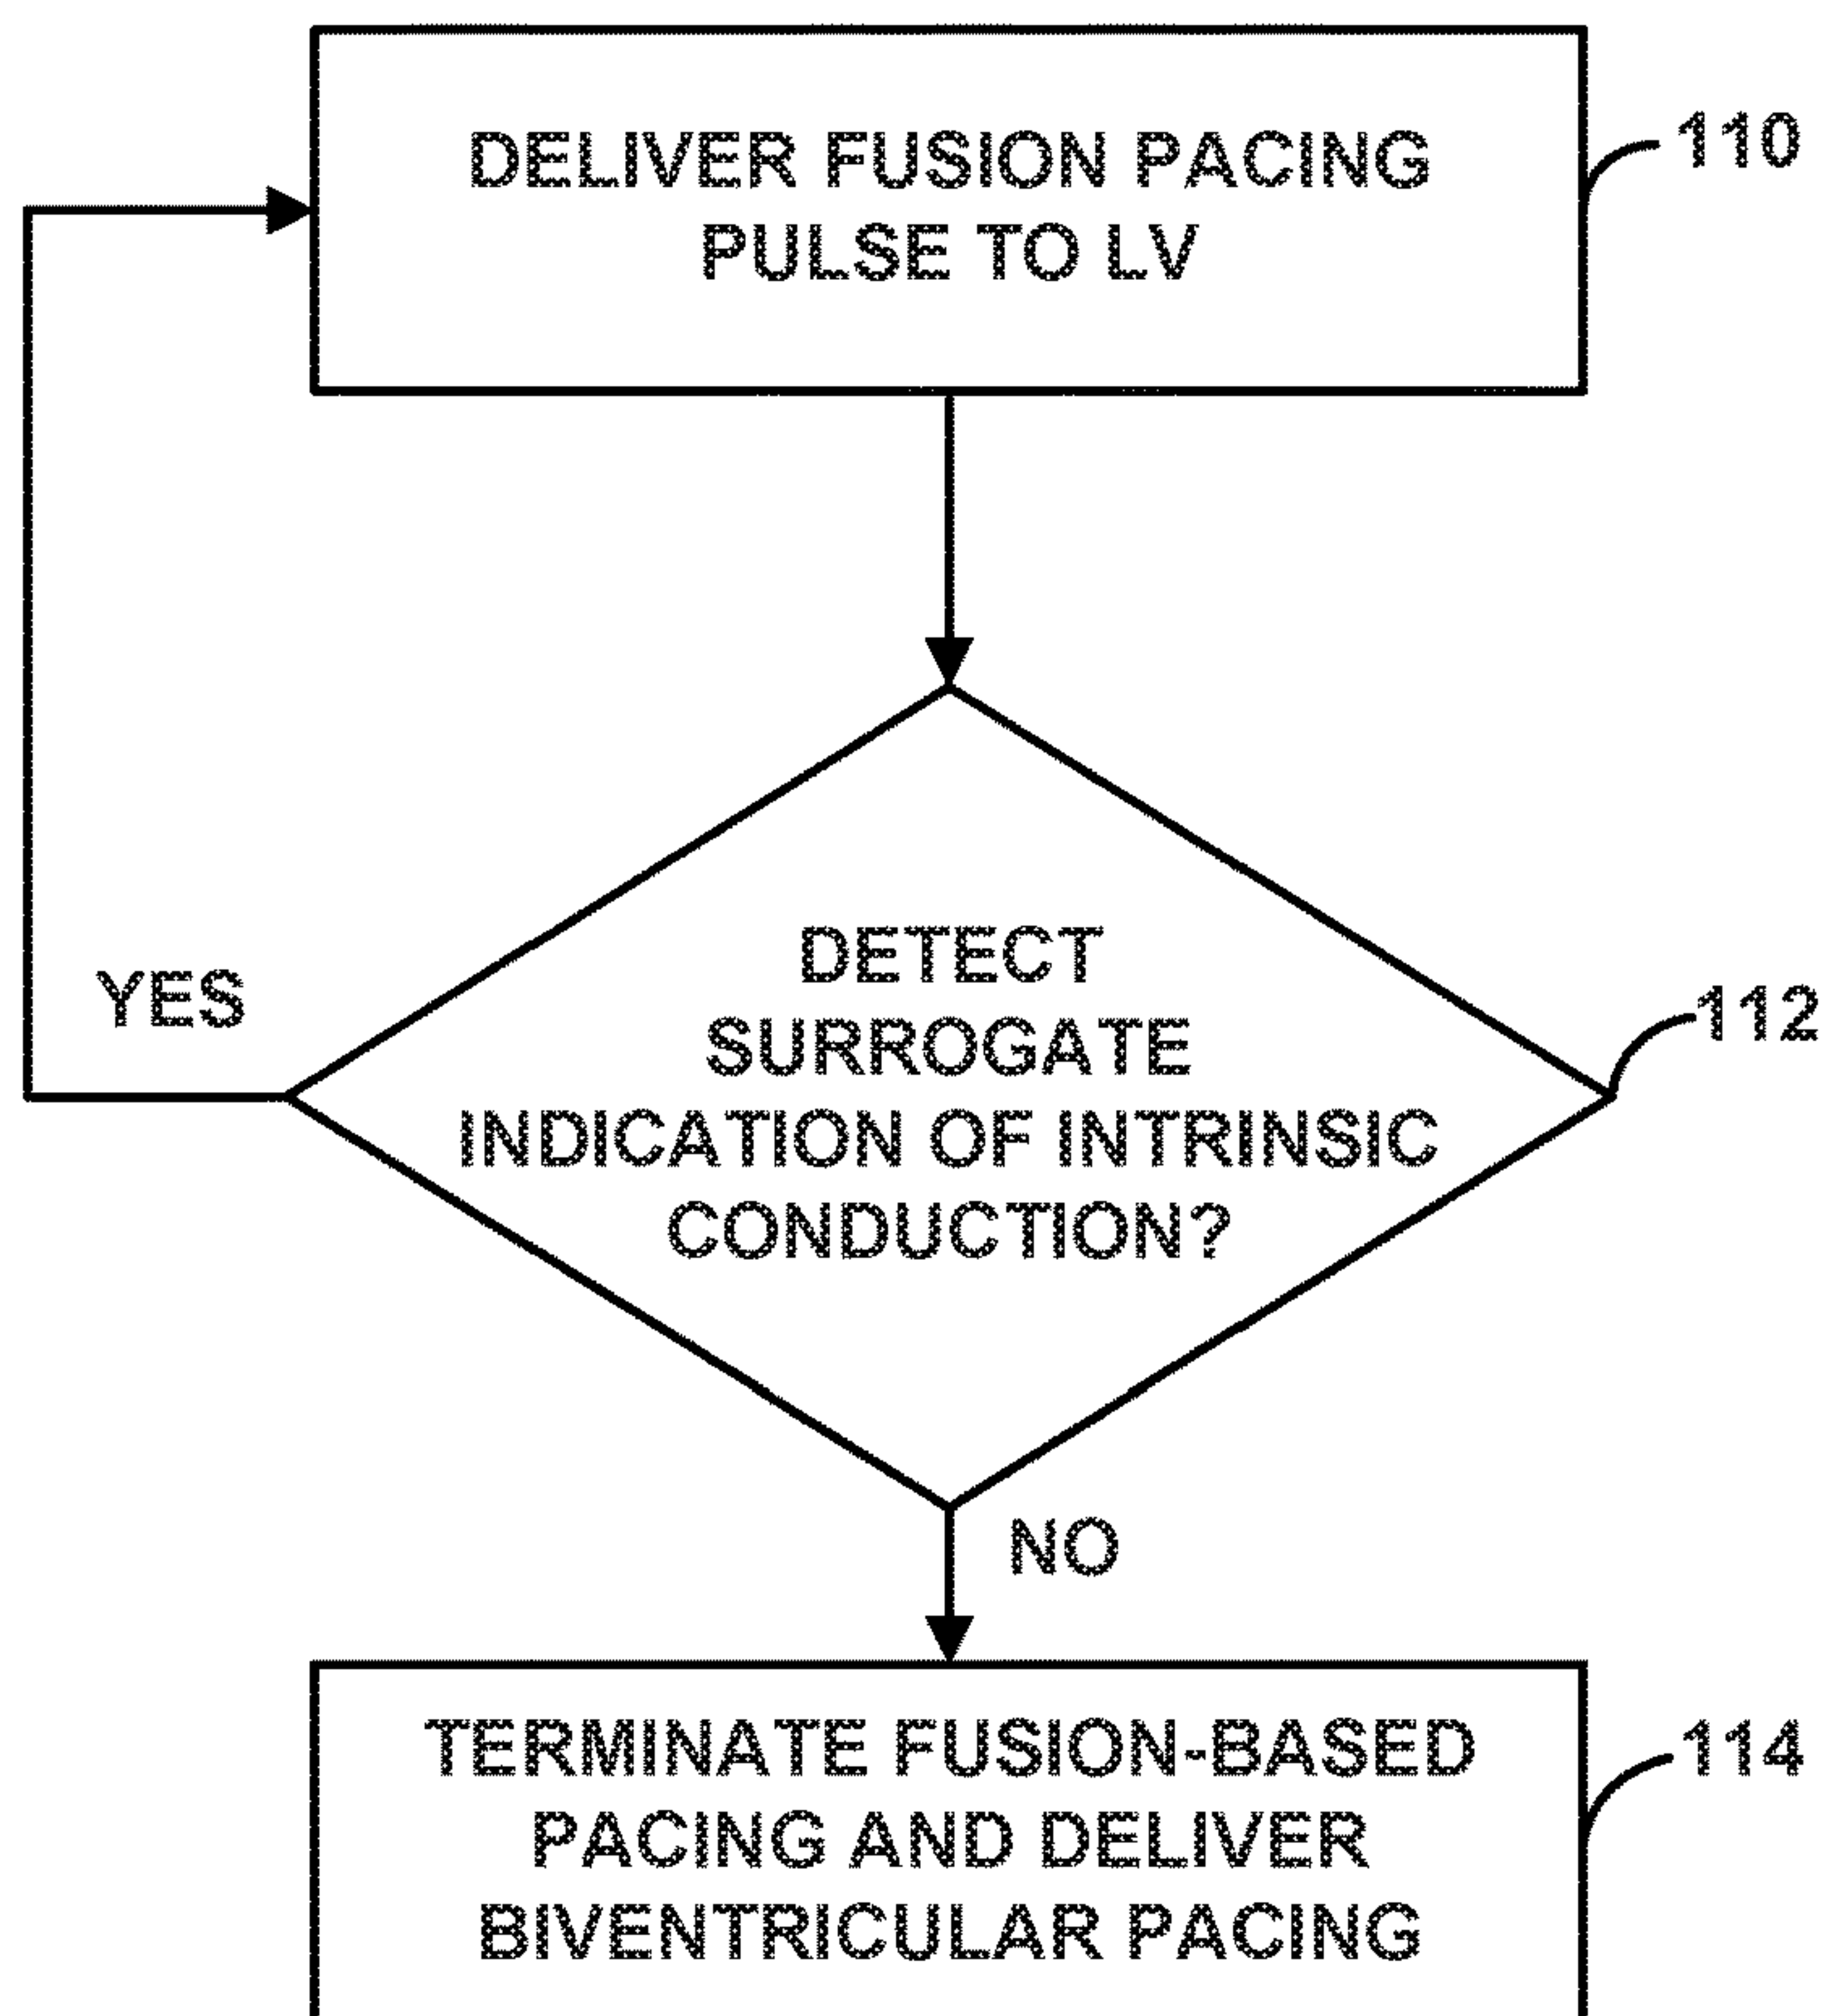 DELIVER FUSION PACING
PULSE TO LV
110
DETECT
SURROGATE
INDICATION OF INTRINSIC
CONDUCTION?
112
YES
NO
TERMINATE FUSION-BASED
PACING AND DELIVER
BIVENTRICULAR PACING
114